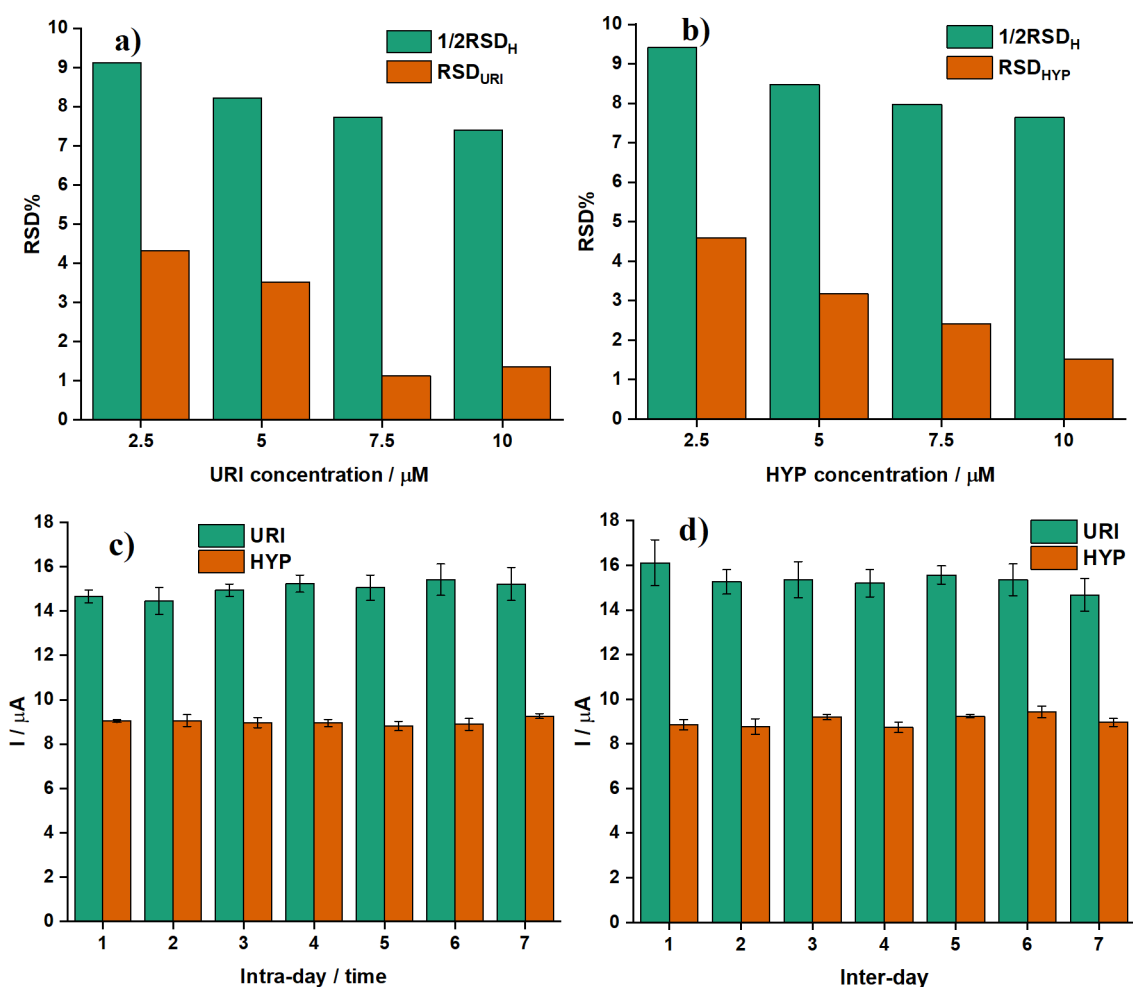 a)
1/2RSD_H
RSD_URI
RSD%
10
9
8
7
6
5
4
3
2
1
0
2.5 5 7.5 10
URI concentration / μM
b)
1/2RSD_H
RSD_HYP
RSD%
10
9
8
7
6
5
4
3
2
1
0
2.5 5 7.5 10
HYP concentration / μM
c)
URI
HYP
I / μA
18
16
14
12
10
8
6
4
2
0
1 2 3 4 5 6 7
Intra-day / time
d)
URI
HYP
I / μA
18
16
14
12
10
8
6
4
2
0
1 2 3 4 5 6 7
Inter-day